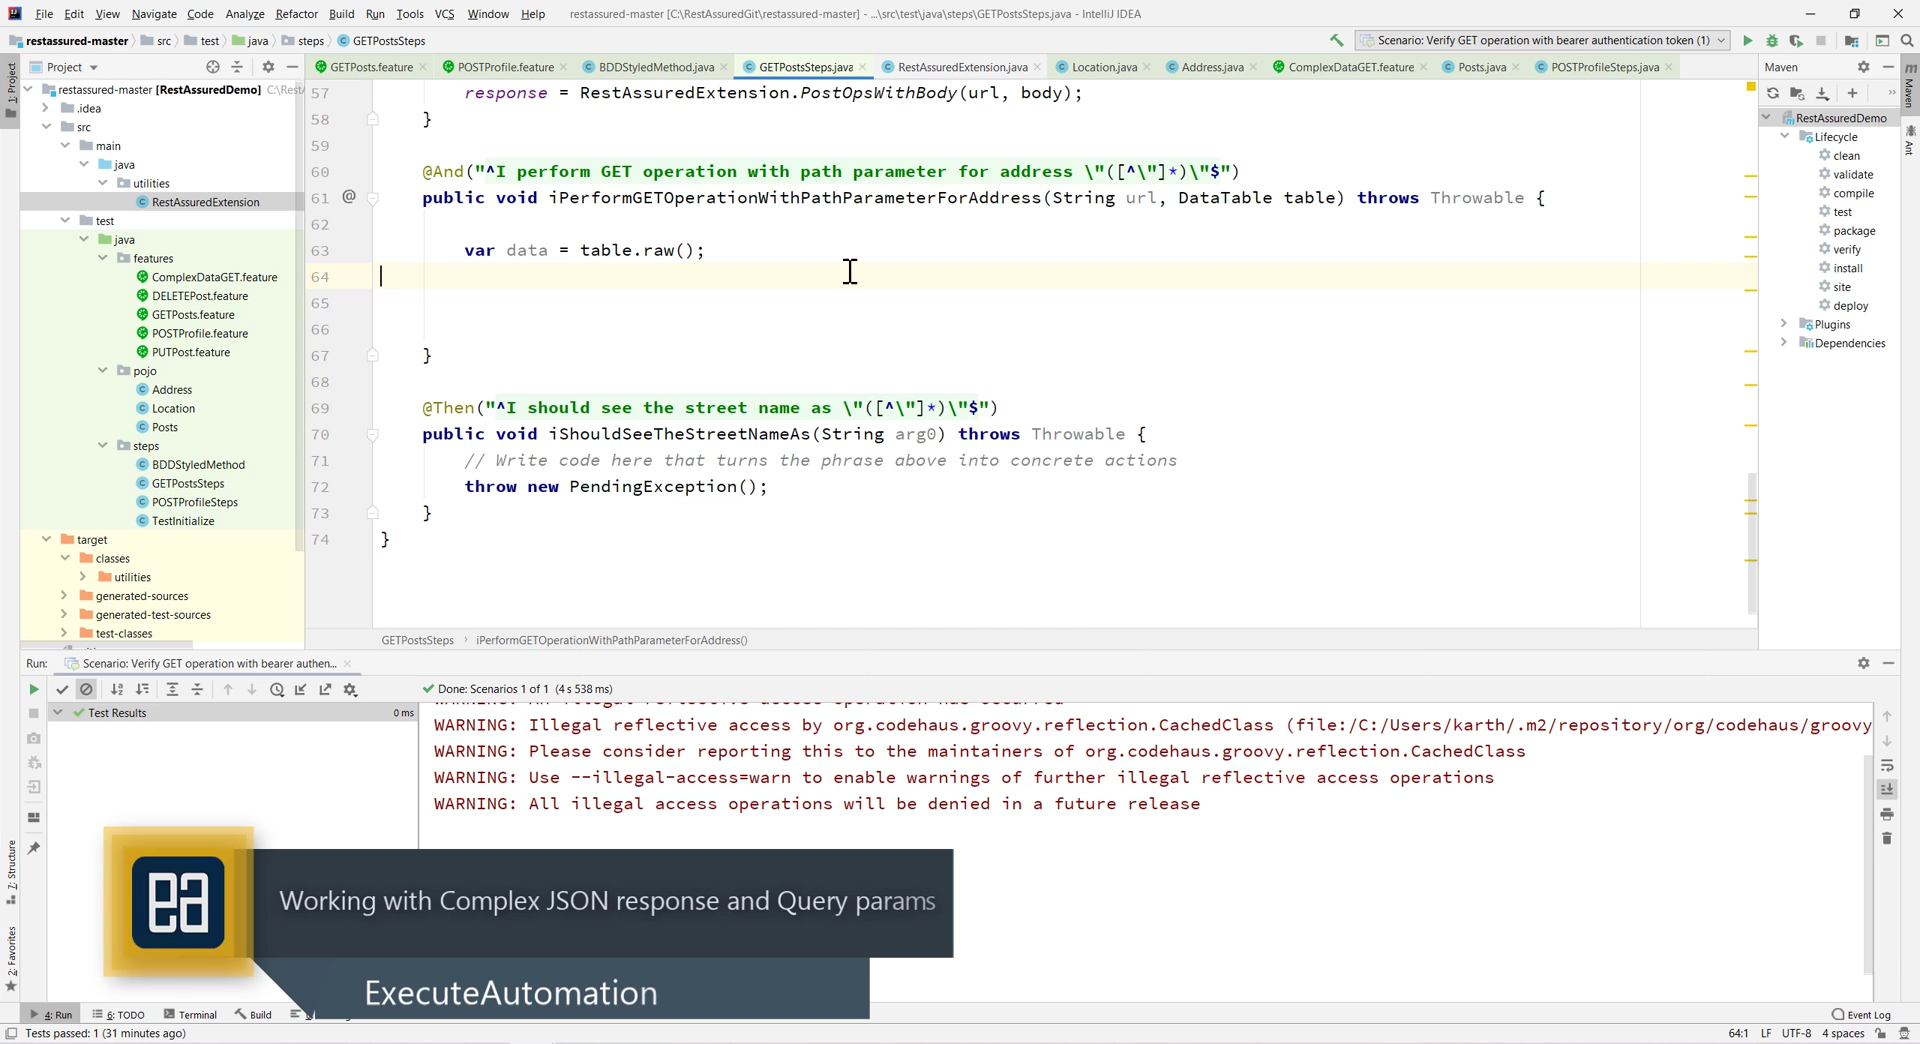 File Edit View Navigate Code Analyze Refactor Build Run Tools VCS Window Help restassured-master [C:\RestAssuredGit\restassured-master] - ...\src\test\java\steps\GETPostsSteps.java - IntelliJ IDEA
restassured-master src test java steps GETPostsSteps Scenario: Verify GET operation with bearer authentication token (1)
Project GETPosts.feature POSTProfile.feature BDDStyledMethod.java GETPostsSteps.java RestAssuredExtension.java Location.java Address.java ComplexDataGET.feature Posts.java POSTProfileSteps.java Maven
1: Project
restassured-master [RestAssuredDemo]
.idea
src
main
java
utilities
RestAssuredExtension
test
java
features
ComplexDataGET.feature
DELETEPost.feature
GETPosts.feature
POSTProfile.feature
PUTPost.feature
pojo
Address
Location
Posts
steps
BDDStyledMethod
GETPostsSteps
POSTProfileSteps
TestInitialize
target
classes
utilities
generated-sources
generated-test-sources
test-classes
57 response = RestAssuredExtension.PostOpsWithBody(url, body);
58 }
59
60 @And("^I perform GET operation with path parameter for address \"([^\"]*)\"$")
61 @ public void iPerformGETOperationWithPathParameterForAddress(String url, DataTable table) throws Throwable {
62
63 var data = table.raw();
64
65
66
67 }
68
69 @Then("^I should see the street name as \"([^\"]*)\"$")
70 public void iShouldSeeTheStreetNameAs(String arg0) throws Throwable {
71 // Write code here that turns the phrase above into concrete actions
72 throw new PendingException();
73 }
74 }
GETPostsSteps › iPerformGETOperationWithPathParameterForAddress()
RestAssuredDemo
Lifecycle
clean
validate
compile
test
package
verify
install
site
deploy
Plugins
Dependencies
Maven
Ant
Run: Scenario: Verify GET operation with bearer authen...
Done: Scenarios 1 of 1 (4 s 538 ms)
Test Results 0 ms
WARNING: Illegal reflective access by org.codehaus.groovy.reflection.CachedClass (file:/C:/Users/karth/.m2/repository/org/codehaus/groovy
WARNING: Please consider reporting this to the maintainers of org.codehaus.groovy.reflection.CachedClass
WARNING: Use --illegal-access=warn to enable warnings of further illegal reflective access operations
WARNING: All illegal access operations will be denied in a future release
Z: Structure
2: Favorites
ea
Working with Complex JSON response and Query params
ExecuteAutomation
4: Run 6: TODO Terminal Build Event Log
Tests passed: 1 (31 minutes ago) 64:1 LF UTF-8 4 spaces